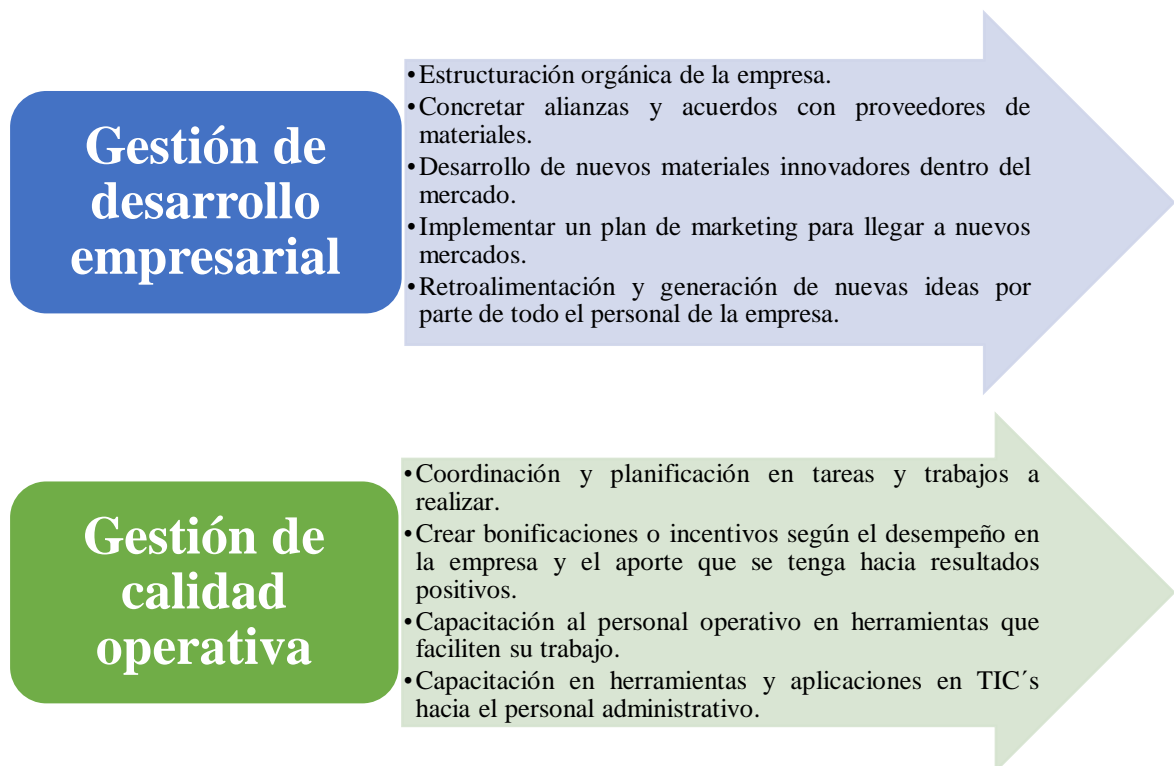 Gestión de
desarrollo
empresarial
•Estructuración orgánica de la empresa.
•Concretar alianzas y acuerdos con proveedores de
materiales.
•Desarrollo de nuevos materiales innovadores dentro del
mercado.
•Implementar un plan de marketing para llegar a nuevos
mercados.
•Retroalimentación y generación de nuevas ideas por
parte de todo el personal de la empresa.
Gestión de
calidad
operativa
•Coordinación y planificación en tareas y trabajos a
realizar.
•Crear bonificaciones o incentivos según el desempeño en
la empresa y el aporte que se tenga hacia resultados
positivos.
•Capacitación al personal operativo en herramientas que
faciliten su trabajo.
•Capacitación en herramientas y aplicaciones en TIC´s
hacia el personal administrativo.